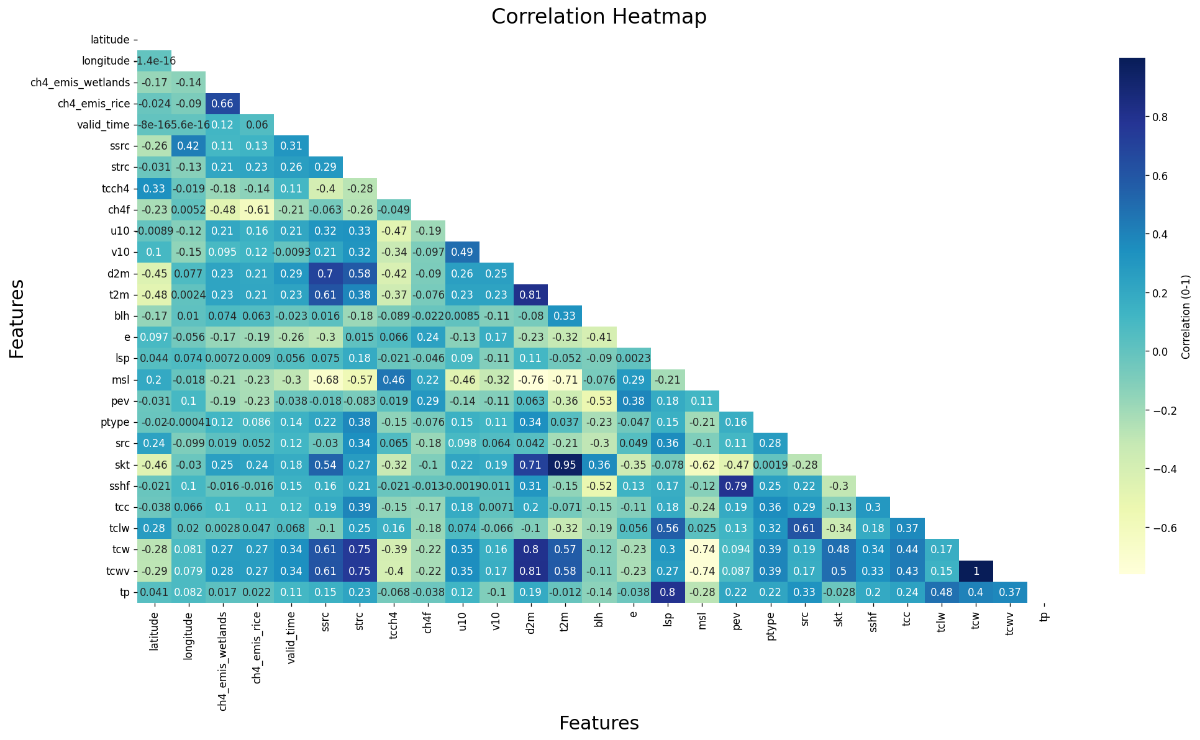 Correlation Heatmap
latitude
longitude 1.4e-16
ch4_emis_wetlands -0.17 -0.14
ch4_emis_rice -0.024 -0.09 0.66
valid_time -8e-16 5.6e-16 0.12 0.06
ssrc -0.26 0.42 0.11 0.13 0.31
strc -0.031 -0.13 0.21 0.23 0.26 0.29
tcch4 0.33 -0.019 -0.18 -0.14 0.11 -0.4 -0.28
ch4f -0.23 0.0052 -0.48 -0.61 -0.21 -0.063 -0.26 -0.049
u10 -0.0089 -0.12 0.21 0.16 0.21 0.32 0.33 -0.47 -0.19
v10 0.1 -0.15 0.095 0.12 -0.0093 0.21 0.32 -0.34 -0.097 0.49
d2m -0.45 0.077 0.23 0.21 0.29 0.7 0.58 -0.42 -0.09 0.26 0.25
t2m -0.48 0.0024 0.23 0.21 0.23 0.61 0.38 -0.37 -0.076 0.23 0.23 0.81
blh -0.17 0.01 0.074 0.063 -0.023 0.016 -0.18 -0.089 -0.022 0.0085 -0.11 -0.08 0.33
e 0.097 -0.056 -0.17 -0.19 -0.26 -0.3 0.015 0.066 0.24 -0.13 0.17 -0.23 -0.32 -0.41
lsp 0.044 0.074 0.0072 0.009 0.056 0.075 0.18 -0.021 -0.046 0.09 -0.11 0.11 -0.052 -0.09 0.0023
msl 0.2 -0.018 -0.21 -0.23 -0.3 -0.68 -0.57 0.46 0.22 -0.46 -0.32 -0.76 -0.71 -0.076 0.29 -0.21
pev -0.031 0.1 -0.19 -0.23 -0.038 -0.018 -0.083 0.019 0.29 -0.14 -0.11 0.063 -0.36 -0.53 0.38 0.18 0.11
ptype -0.02 0.00041 0.12 0.086 0.14 0.22 0.38 -0.15 -0.076 0.15 0.11 0.34 0.037 -0.23 -0.047 0.15 -0.21 0.16
src 0.24 -0.099 0.019 0.052 0.12 -0.03 0.34 0.065 -0.18 0.098 0.064 0.042 -0.21 -0.3 0.049 0.36 -0.1 0.11 0.28
skt -0.46 -0.03 0.25 0.24 0.18 0.54 0.27 -0.32 -0.1 0.22 0.19 0.71 0.95 0.36 -0.35 -0.078 -0.62 -0.47 0.0019 -0.28
sshf -0.021 0.1 -0.016 -0.016 0.15 0.16 0.21 -0.021 -0.013 -0.0019 0.011 0.31 -0.15 -0.52 0.13 0.17 -0.12 0.79 0.25 0.22 -0.3
tcc -0.038 0.066 0.1 0.11 0.12 0.19 0.39 -0.15 -0.17 0.18 0.0071 0.2 -0.071 -0.15 -0.11 0.18 -0.24 0.19 0.36 0.29 -0.13 0.3
tclw 0.28 0.02 0.0028 0.047 0.068 -0.1 0.25 0.16 -0.18 0.074 -0.066 -0.1 -0.32 -0.19 0.056 0.56 0.025 0.13 0.32 0.61 -0.34 0.18 0.37
tcw -0.28 0.081 0.27 0.27 0.34 0.61 0.75 -0.39 -0.22 0.35 0.16 0.8 0.57 -0.12 -0.23 0.3 -0.74 0.094 0.39 0.19 0.48 0.34 0.44 0.17
tcwv -0.29 0.079 0.28 0.27 0.34 0.61 0.75 -0.4 -0.22 0.35 0.17 0.81 0.58 -0.11 -0.23 0.27 -0.74 0.087 0.39 0.17 0.5 0.33 0.43 0.15 1
tp 0.041 0.082 0.017 0.022 0.11 0.15 0.23 -0.068 -0.038 0.12 -0.1 0.19 -0.012 -0.14 -0.038 0.8 -0.28 0.22 0.22 0.33 -0.028 0.2 0.24 0.48 0.4 0.37
latitude longitude ch4_emis_wetlands ch4_emis_rice valid_time ssrc strc tcch4 ch4f u10 v10 d2m t2m blh e lsp msl pev ptype src skt sshf tcc tclw tcw tcwv tp
Features
Features
0.8
0.6
0.4
0.2
0.0
−0.2
−0.4
−0.6
Correlation (0-1)